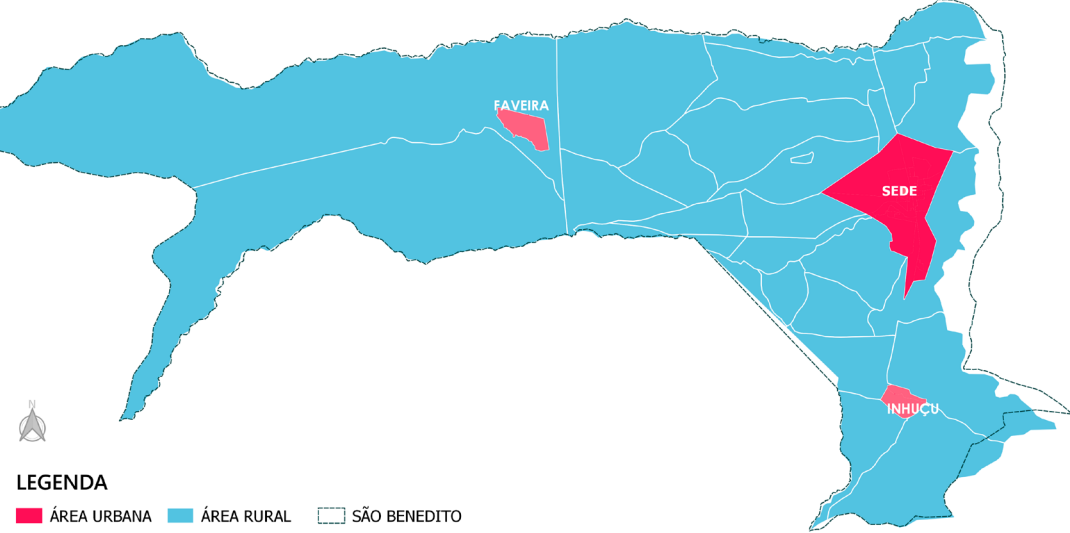 FAVEIRA
SEDE
INHUÇU
N
LEGENDA
ÁREA URBANA ÁREA RURAL SÃO BENEDITO